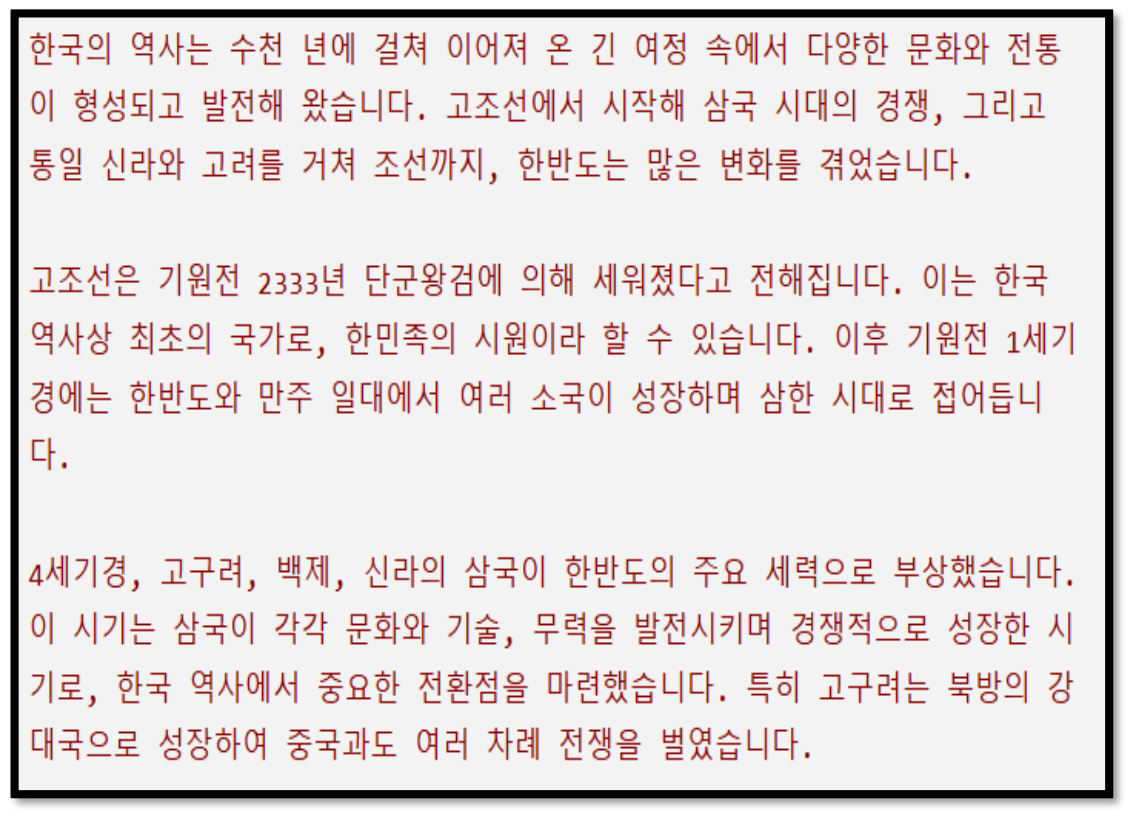 한국의 역사는 수천 년에 걸쳐 이어져 온 긴 여정 속에서 다양한 문화와 전통
이 형성되고 발전해 왔습니다. 고조선에서 시작해 삼국 시대의 경쟁, 그리고
통일 신라와 고려를 거쳐 조선까지, 한반도는 많은 변화를 겪었습니다.
고조선은 기원전 2333년 단군왕검에 의해 세워졌다고 전해집니다. 이는 한국
역사상 최초의 국가로, 한민족의 시원이라 할 수 있습니다. 이후 기원전 1세기
경에는 한반도와 만주 일대에서 여러 소국이 성장하며 삼한 시대로 접어듭니
다.
4세기경, 고구려, 백제, 신라의 삼국이 한반도의 주요 세력으로 부상했습니다.
이 시기는 삼국이 각각 문화와 기술, 무력을 발전시키며 경쟁적으로 성장한 시
기로, 한국 역사에서 중요한 전환점을 마련했습니다. 특히 고구려는 북방의 강
대국으로 성장하여 중국과도 여러 차례 전쟁을 벌였습니다.